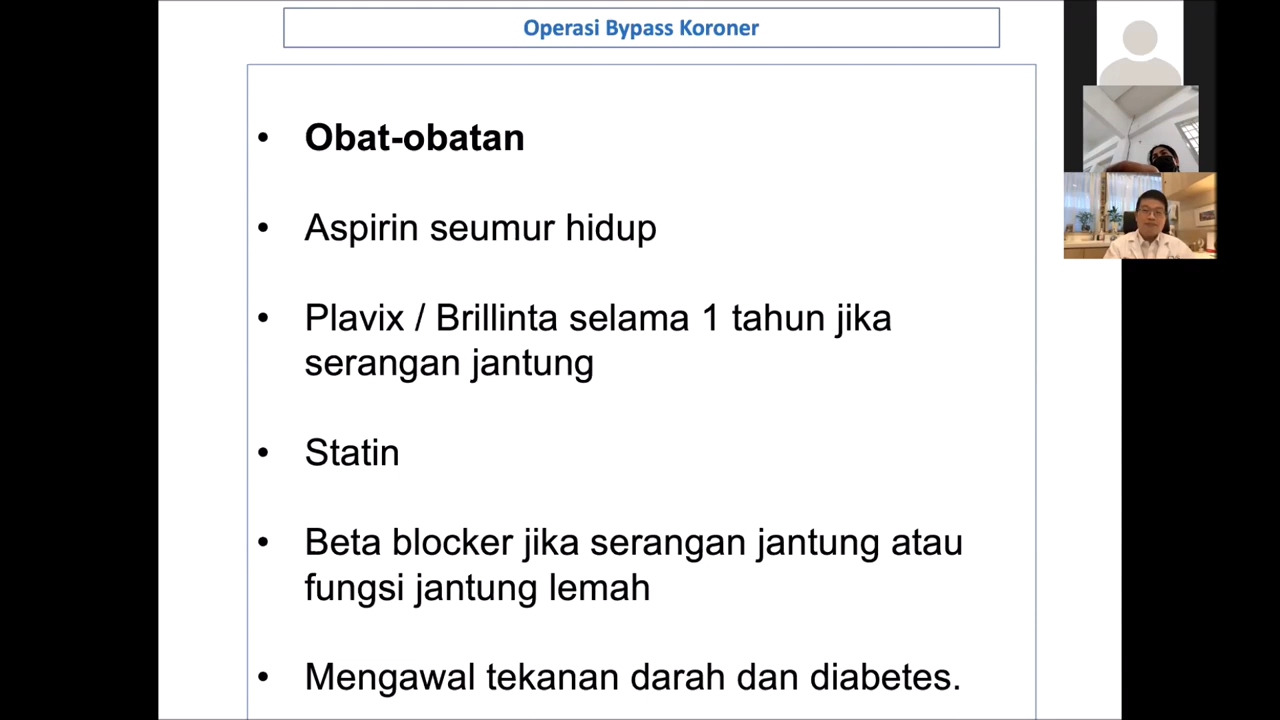 Operasi Bypass Koroner
• Obat-obatan
• Aspirin seumur hidup
• Plavix / Brillinta selama 1 tahun jika
serangan jantung
• Statin
• Beta blocker jika serangan jantung atau
fungsi jantung lemah
• Mengawal tekanan darah dan diabetes.